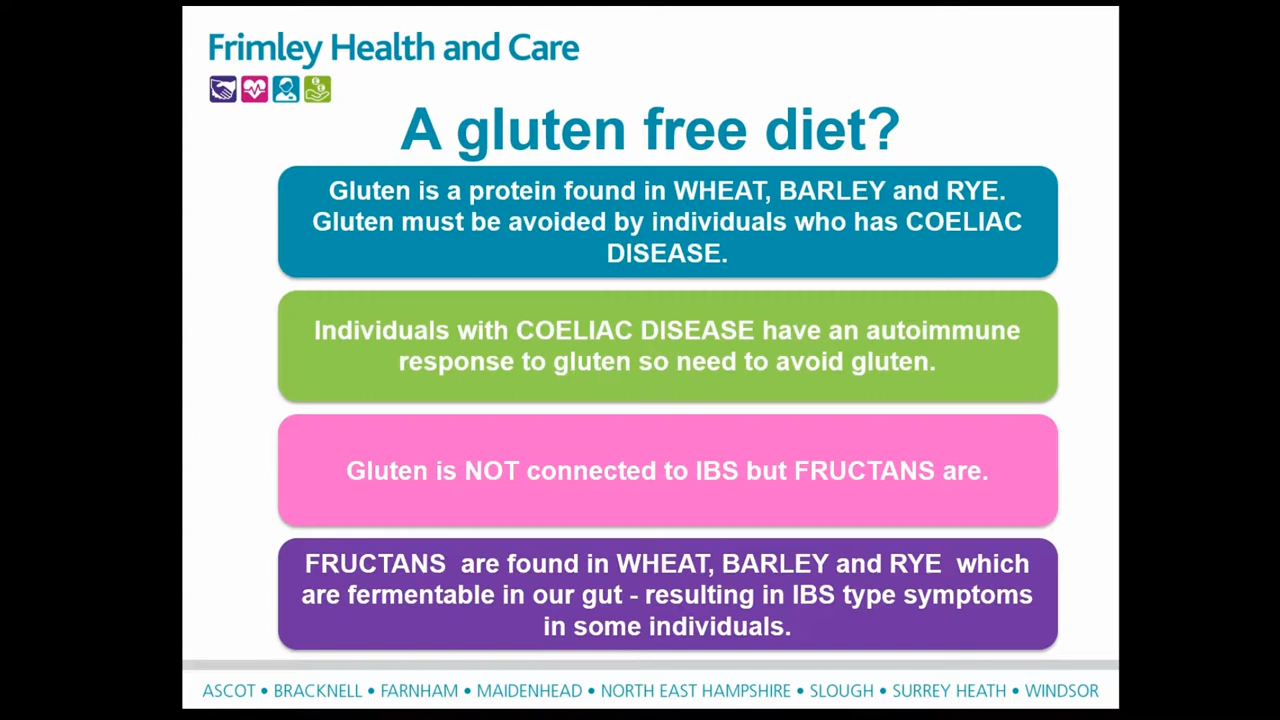 Frimley Health and Care
A gluten free diet?
Gluten is a protein found in WHEAT, BARLEY and RYE.
Gluten must be avoided by individuals who has COELIAC
DISEASE.
Individuals with COELIAC DISEASE have an autoimmune
response to gluten so need to avoid gluten.
Gluten is NOT connected to IBS but FRUCTANS are.
FRUCTANS are found in WHEAT, BARLEY and RYE which
are fermentable in our gut - resulting in IBS type symptoms
in some individuals.
ASCOT • BRACKNELL • FARNHAM • MAIDENHEAD • NORTH EAST HAMPSHIRE • SLOUGH • SURREY HEATH • WINDSOR